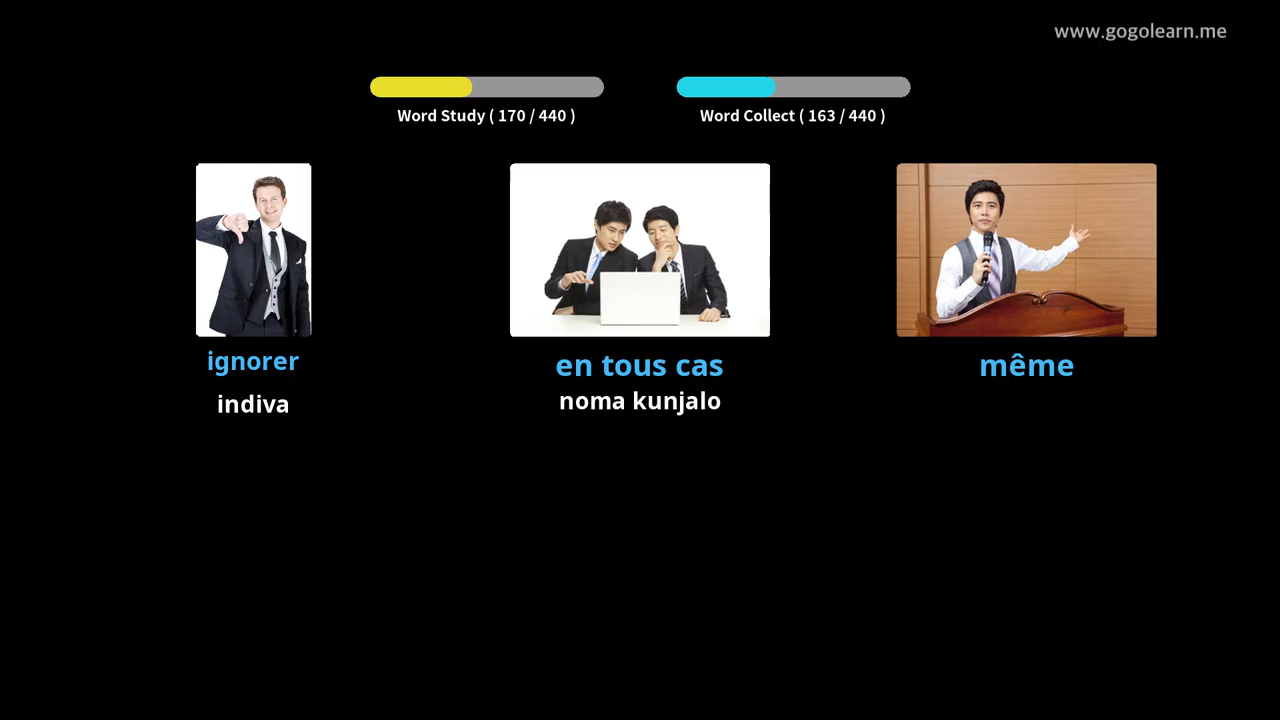 www.gogolearn.me
Word Study ( 170 / 440 )
Word Collect ( 163 / 440 )
ignorer
indiva
en tous cas
noma kunjalo
même